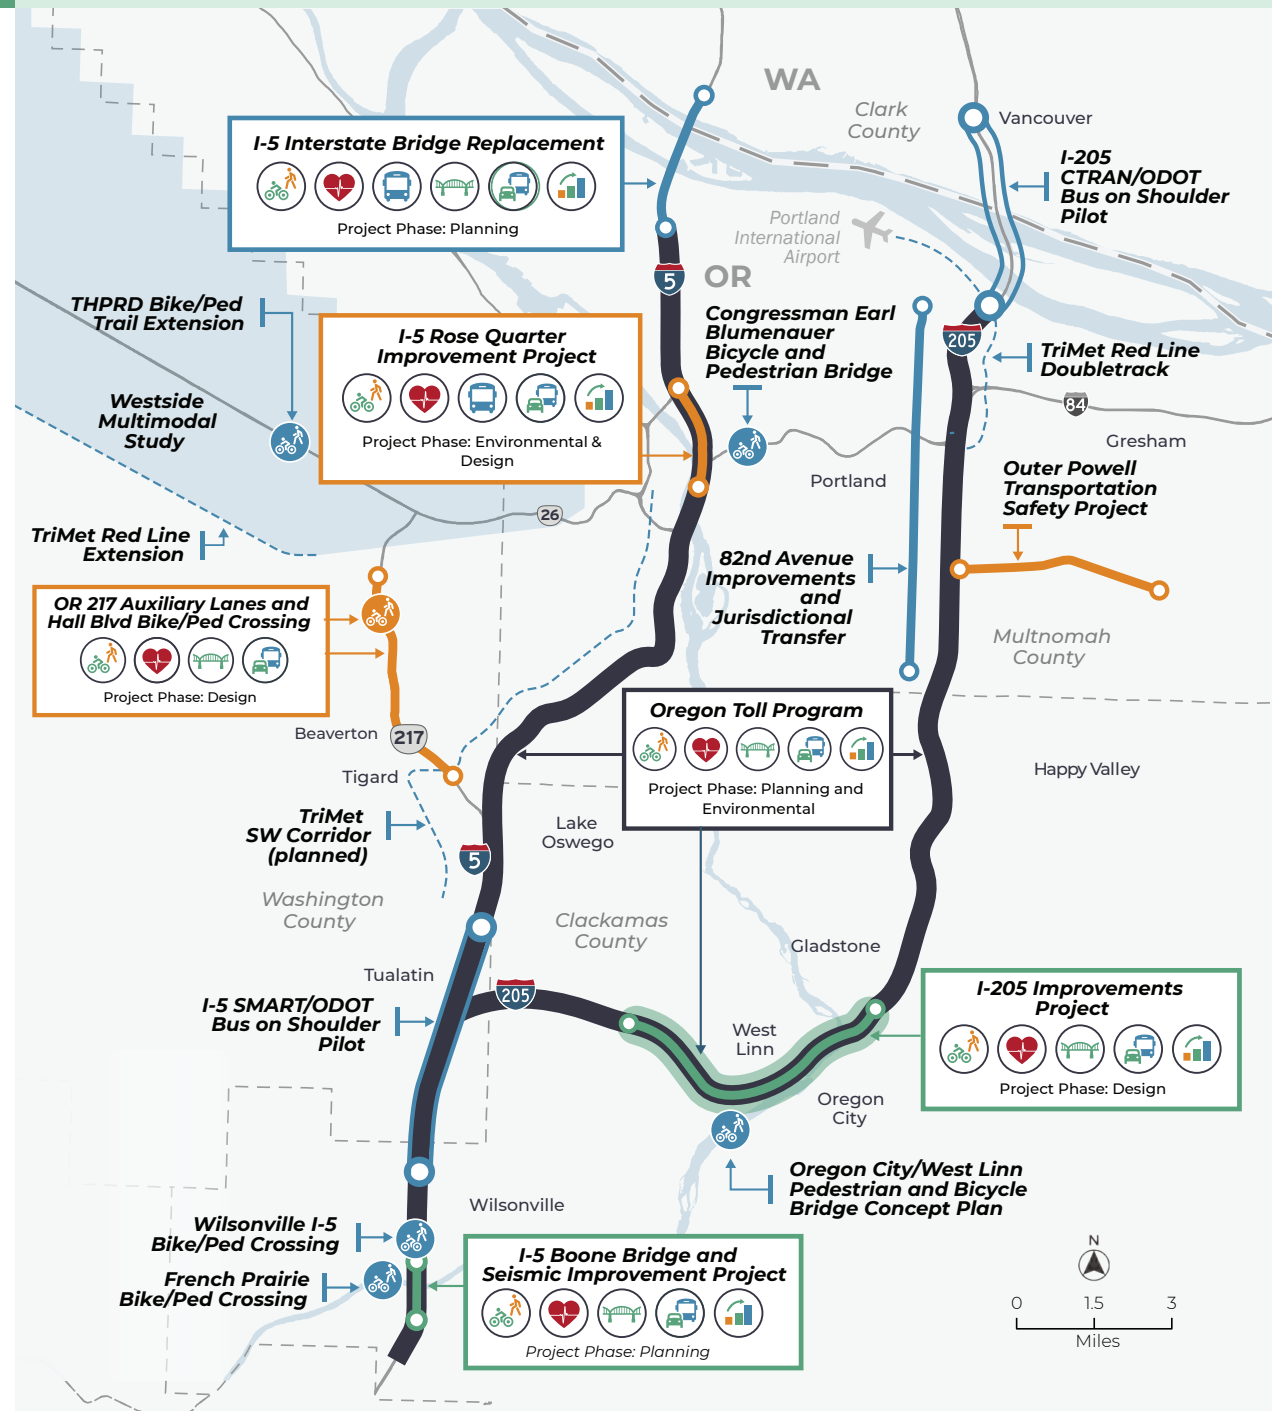 WA
Clark
County
Vancouver
I-5 Interstate Bridge Replacement
Project Phase: Planning
I-205
CTRAN/ODOT
Bus on Shoulder
Pilot
Portland
International
Airport
OR
5
THPRD Bike/Ped
Trail Extension
I-5 Rose Quarter
Improvement Project
Project Phase: Environmental &
Design
Congressman Earl
Blumenauer
Bicycle and
Pedestrian Bridge
205
TriMet Red Line
Doubletrack
84
Gresham
Westside
Multimodal
Study
Portland
Outer Powell
Transportation
Safety Project
26
TriMet Red Line
Extension
82nd Avenue
Improvements
and
Jurisdictional
Transfer
OR 217 Auxiliary Lanes and
Hall Blvd Bike/Ped Crossing
Project Phase: Design
Multnomah
County
Beaverton
217
Tigard
Oregon Toll Program
Project Phase: Planning and
Environmental
Happy Valley
TriMet
SW Corridor
(planned)
Lake
Oswego
5
Washington
County
Clackamas
County
Gladstone
Tualatin
205
I-5 SMART/ODOT
Bus on Shoulder
Pilot
West
Linn
I-205 Improvements
Project
Project Phase: Design
Oregon
City
Oregon City/West Linn
Pedestrian and Bicycle
Bridge Concept Plan
Wilsonville
Wilsonville I-5
Bike/Ped Crossing
French Prairie
Bike/Ped Crossing
I-5 Boone Bridge and
Seismic Improvement Project
Project Phase: Planning
N
0 1.5 3
Miles